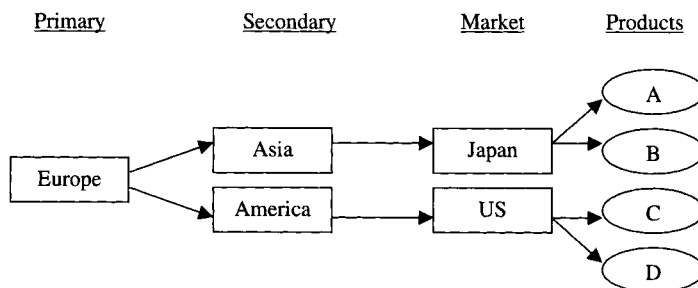 Primary Secondary Market Products
A
Asia Japan B
Europe
America US C
D